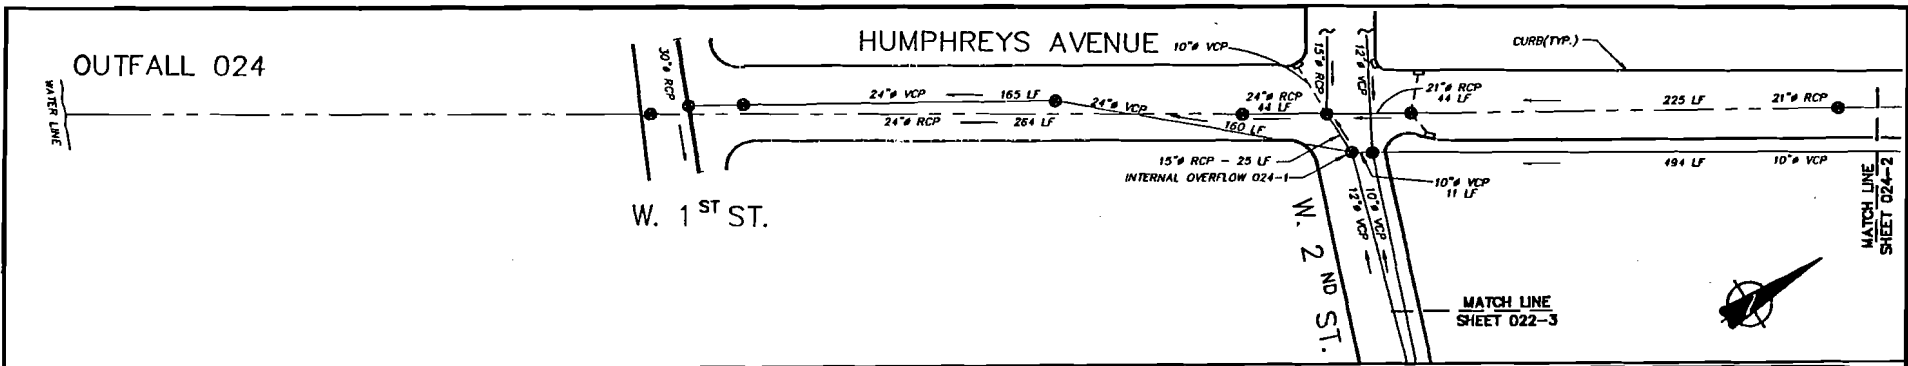 OUTFALL 024
WATER LINE
30"ø RCP
HUMPHREYS AVENUE
10"ø VCP
15"ø RCP
12"ø VCP
CURB(TYP.)
24"ø VCP
165 LF
24"ø VCP
24"ø RCP
44 LF
21"ø RCP
44 LF
225 LF
21"ø RCP
24"ø RCP
264 LF
160 LF
15"ø RCP - 25 LF
INTERNAL OVERFLOW 024-1
10"ø VCP
11 LF
494 LF
10"ø VCP
12"ø VCP
10"ø VCP
W. 1ST ST.
W. 2ND ST.
MATCH LINE
SHEET 024-2
MATCH LINE
SHEET 022-3